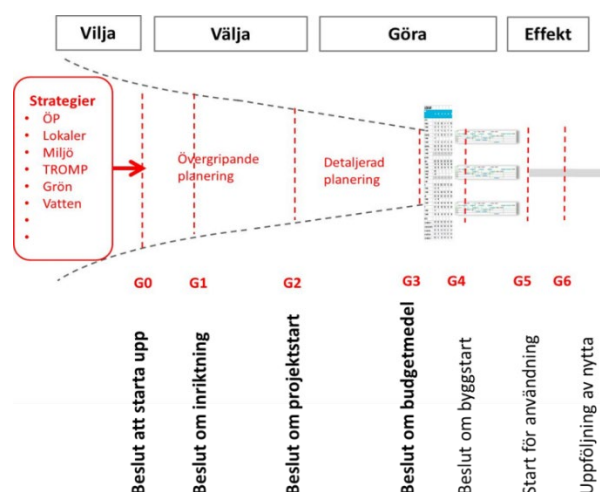 Vilja
Välja
Göra
Effekt
Strategier
• ÖP
• Lokaler
• Miljö
• TROMP
• Grön
• Vatten
•
•
Övergripande
planering
Detaljerad
planering
G0
G1
G2
G3
G4
G5
G6
Beslut att starta upp
Beslut om inriktning
Beslut om projektstart
Beslut om budgetmedel
Beslut om byggstart
Start för användning
Uppföljning av nytta